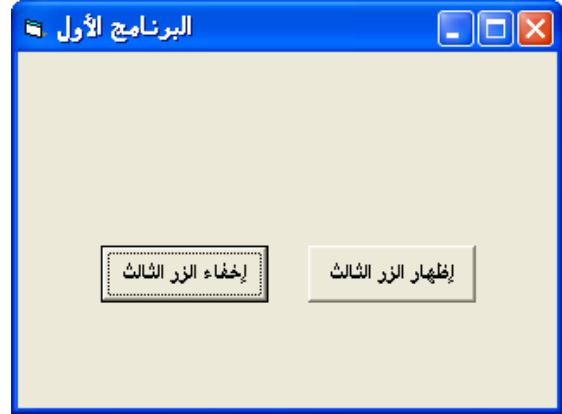 البرنامج الأول
إظهار الزر الثالث
إخفاء الزر الثالث